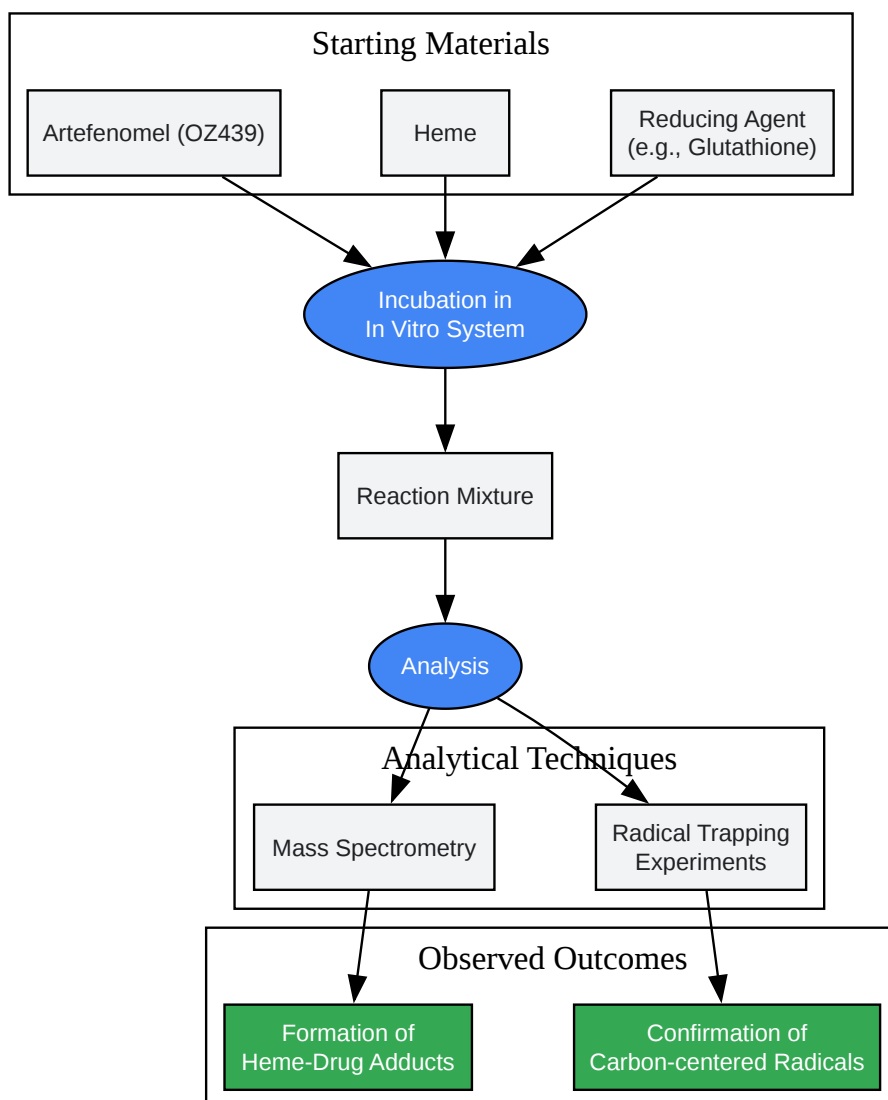 Starting Materials
Artefenomel (OZ439)
Heme
Reducing Agent
(e.g., Glutathione)
Incubation in
In Vitro System
Reaction Mixture
Analysis
Analytical Techniques
Mass Spectrometry
Radical Trapping
Experiments
Observed Outcomes
Formation of
Heme-Drug Adducts
Confirmation of
Carbon-centered Radicals